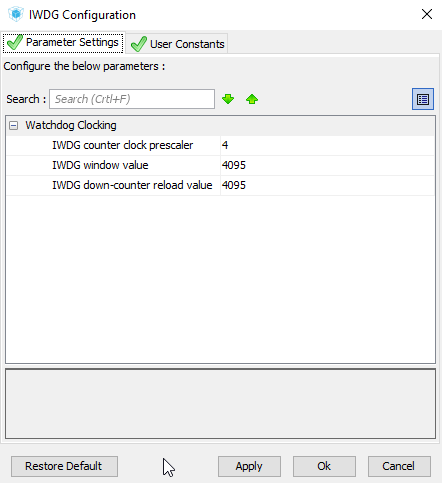 IWDG Configuration
Parameter Settings User Constants
Configure the below parameters :
Search : Search (Crtl+F)
Watchdog Clocking
IWDG counter clock prescaler 4
IWDG window value 4095
IWDG down-counter reload value 4095
Restore Default Apply Ok Cancel